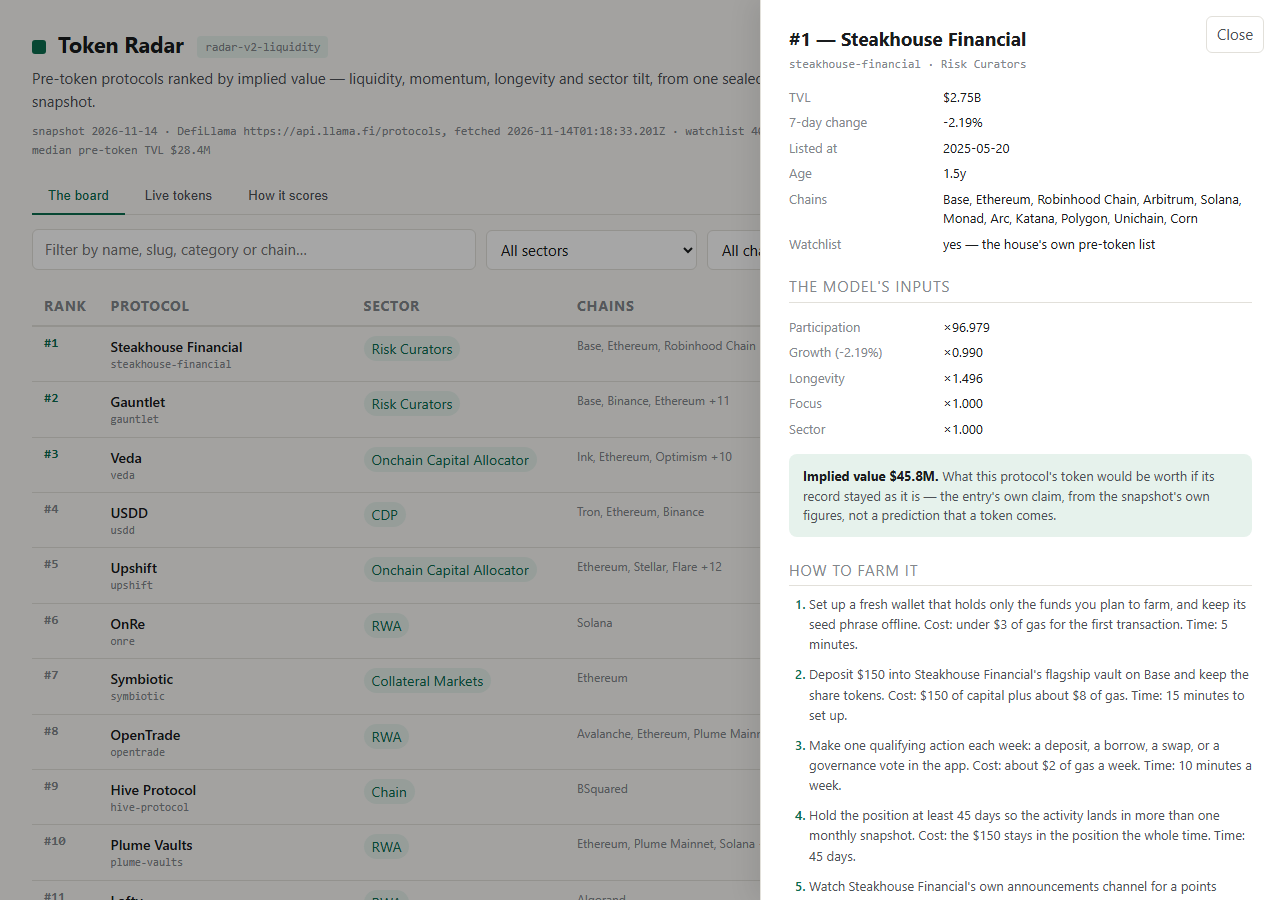 Token Radar
radar-v2-liquidity
Pre-token protocols ranked by implied value — liquidity, momentum, longevity and sector tilt, from one sealed
snapshot.
snapshot 2026-11-14 · DefiLlama https://api.llama.fi/protocols, fetched 2026-11-14T01:18:33.201Z · watchlist
median pre-token TVL $28.4M
The board
Live tokens
How it scores
Filter by name, slug, category or chain...
All sectors
All
RANK PROTOCOL SECTOR CHAINS
#1 Steakhouse Financial Risk Curators Base, Ethereum, Robinhood Chain
steakhouse-financial
#2 Gauntlet Risk Curators Base, Binance, Ethereum +11
gauntlet
#3 Veda Onchain Capital Allocator Ink, Ethereum, Optimism +10
veda
#4 USDD CDP Tron, Ethereum, Binance
usdd
#5 Upshift Onchain Capital Allocator Ethereum, Stellar, Flare +12
upshift
#6 OnRe RWA Solana
onre
#7 Symbiotic Collateral Markets Ethereum
symbiotic
#8 OpenTrade RWA Avalanche, Ethereum, Plume
opentrade
#9 Hive Protocol Chain BSquared
hive-protocol
#10 Plume Vaults RWA Ethereum, Plume Mainnet, Solana
plume-vaults
#1 — Steakhouse Financial
Close
steakhouse-financial · Risk Curators
TVL $2.75B
7-day change -2.19%
Listed at 2025-05-20
Age 1.5y
Chains Base, Ethereum, Robinhood Chain, Arbitrum, Solana,
Monad, Arc, Katana, Polygon, Unichain, Corn
Watchlist yes — the house's own pre-token list
THE MODEL'S INPUTS
Participation ×96.979
Growth (-2.19%) ×0.990
Longevity ×1.496
Focus ×1.000
Sector ×1.000
Implied value $45.8M. What this protocol's token would be worth if its
record stayed as it is — the entry's own claim, from the snapshot's own
figures, not a prediction that a token comes.
HOW TO FARM IT
1. Set up a fresh wallet that holds only the funds you plan to farm, and keep its
seed phrase offline. Cost: under $3 of gas for the first transaction. Time: 5
minutes.
2. Deposit $150 into Steakhouse Financial's flagship vault on Base and keep the
share tokens. Cost: $150 of capital plus about $8 of gas. Time: 15 minutes to
set up.
3. Make one qualifying action each week: a deposit, a borrow, a swap, or a
governance vote in the app. Cost: about $2 of gas a week. Time: 10 minutes a
week.
4. Hold the position at least 45 days so the activity lands in more than one
monthly snapshot. Cost: the $150 stays in the position the whole time. Time:
45 days.
5. Watch Steakhouse Financial's own announcements channel for a points